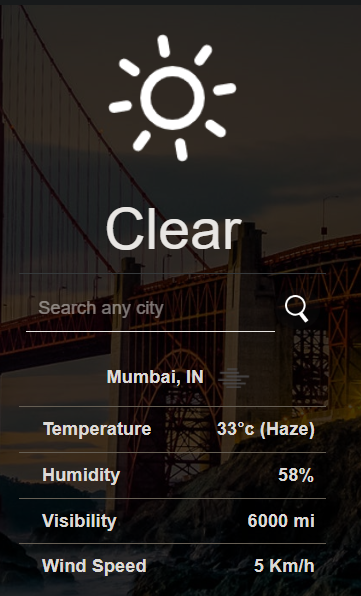 Clear
Search any city
Mumbai, IN
Temperature 33°c (Haze)
Humidity 58%
Visibility 6000 mi
Wind Speed 5 Km/h